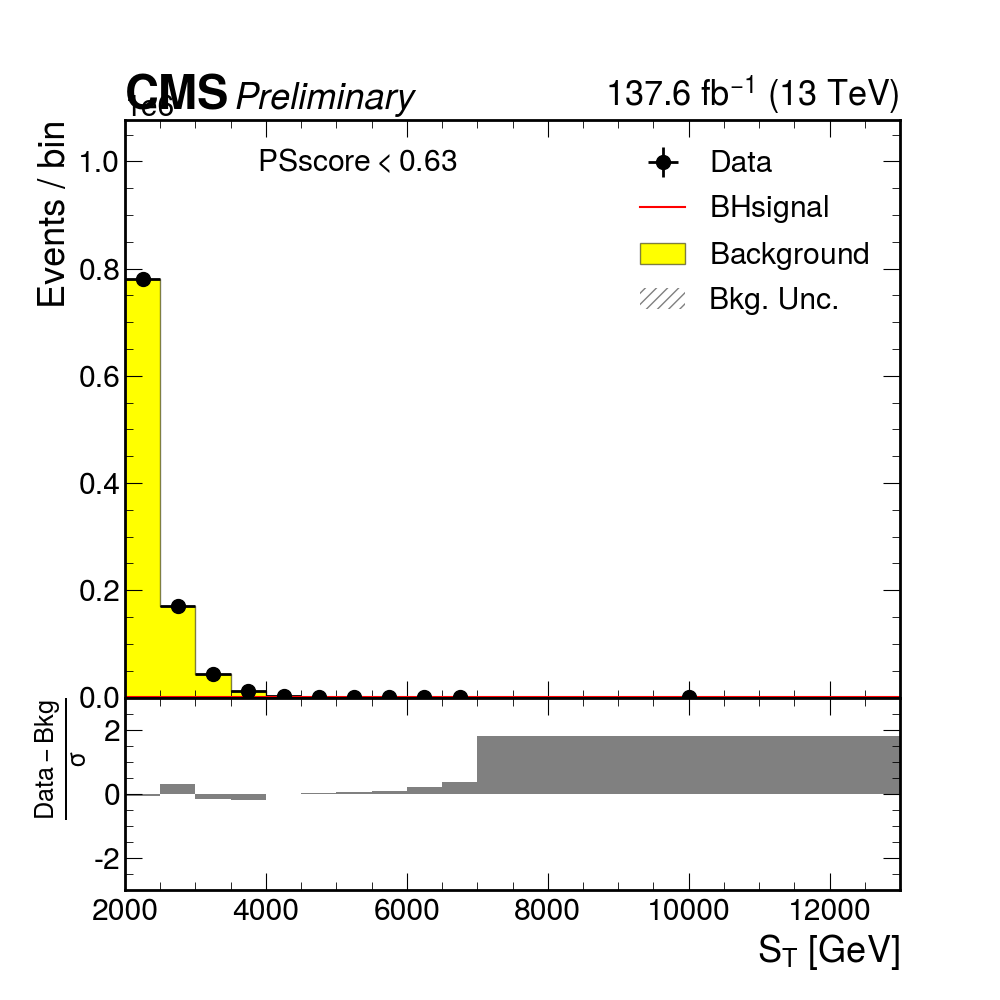 CMS Preliminary 137.6 fb⁻¹ (13 TeV)
Events / bin
PSscore < 0.63
Data
BHsignal
Background
Bkg. Unc.
1.0
0.8
0.6
0.4
0.2
0.0
Data – Bkg
σ
2
0
-2
2000 4000 6000 8000 10000 12000
S_T [GeV]